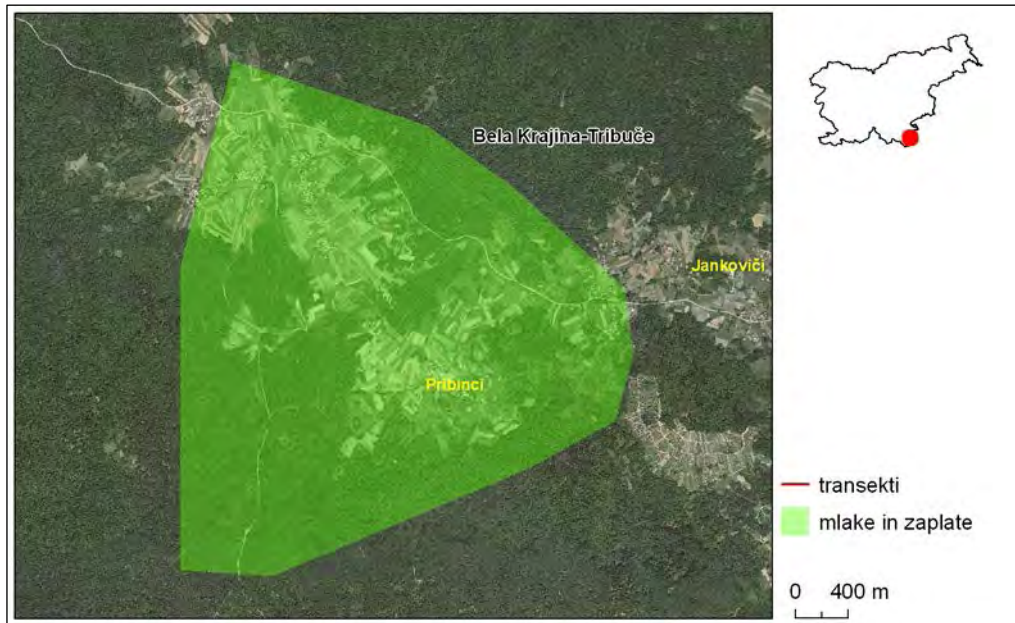 Bela Krajina-Tribuče
Jankoviči
Pribinci
transekti
mlake in zaplate
0 400 m